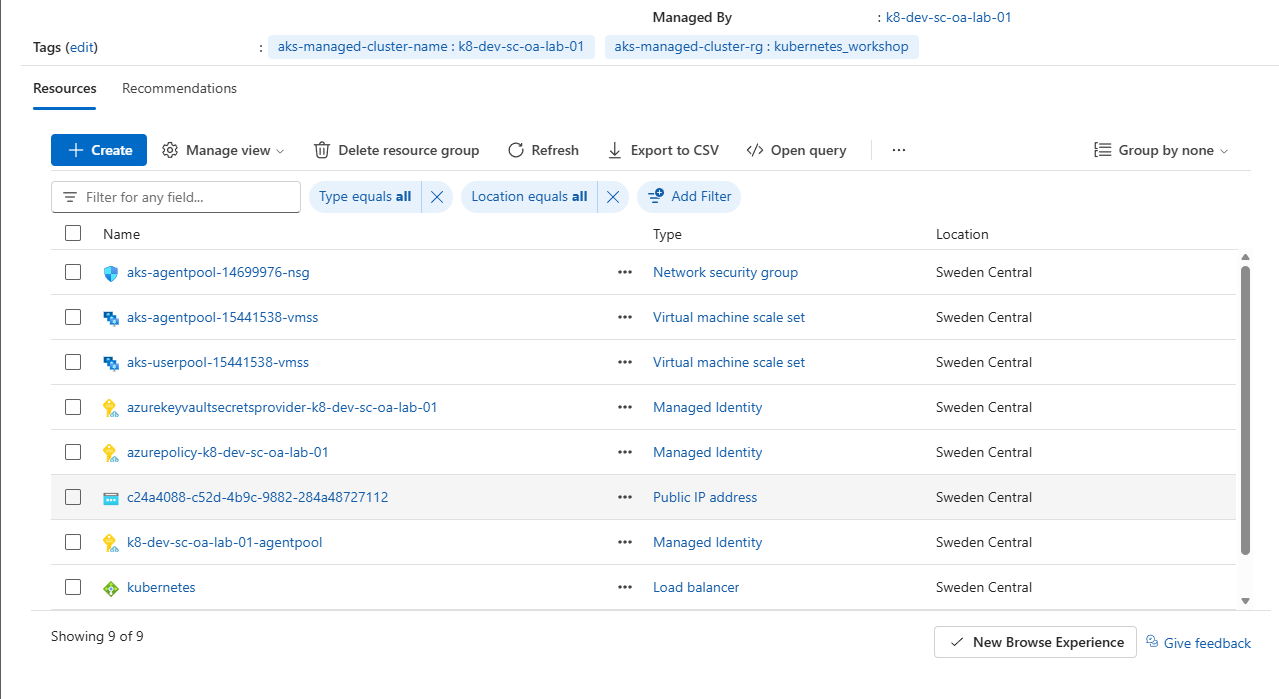 Managed By : k8-dev-sc-oa-lab-01
Tags (edit) : aks-managed-cluster-name : k8-dev-sc-oa-lab-01 aks-managed-cluster-rg : kubernetes_workshop
Resources Recommendations
Create Manage view Delete resource group Refresh Export to CSV Open query ... Group by none
Filter for any field... Type equals all Location equals all Add Filter
Name Type Location
aks-agentpool-14699976-nsg ... Network security group Sweden Central
aks-agentpool-15441538-vmss ... Virtual machine scale set Sweden Central
aks-userpool-15441538-vmss ... Virtual machine scale set Sweden Central
azurekeyvaultsecretsprovider-k8-dev-sc-oa-lab-01 ... Managed Identity Sweden Central
azurepolicy-k8-dev-sc-oa-lab-01 ... Managed Identity Sweden Central
c24a4088-c52d-4b9c-9882-284a48727112 ... Public IP address Sweden Central
k8-dev-sc-oa-lab-01-agentpool ... Managed Identity Sweden Central
kubernetes ... Load balancer Sweden Central
Showing 9 of 9
New Browse Experience Give feedback